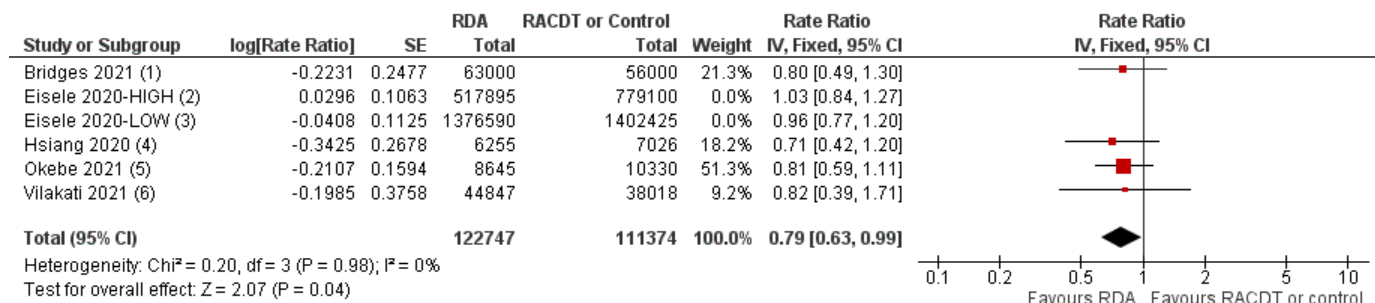 RDA RACDT or Control Rate Ratio Rate Ratio
Study or Subgroup log[Rate Ratio] SE Total Total Weight IV, Fixed, 95% CI IV, Fixed, 95% CI
Bridges 2021 (1) -0.2231 0.2477 63000 56000 21.3% 0.80 [0.49, 1.30]
Eisele 2020-HIGH (2) 0.0296 0.1063 517895 779100 0.0% 1.03 [0.84, 1.27]
Eisele 2020-LOW (3) -0.0408 0.1125 1376590 1402425 0.0% 0.96 [0.77, 1.20]
Hsiang 2020 (4) -0.3425 0.2678 6255 7026 18.2% 0.71 [0.42, 1.20]
Okebe 2021 (5) -0.2107 0.1594 8645 10330 51.3% 0.81 [0.59, 1.11]
Vilakati 2021 (6) -0.1985 0.3758 44847 38018 9.2% 0.82 [0.39, 1.71]
Total (95% CI) 122747 111374 100.0% 0.79 [0.63, 0.99]
Heterogeneity: Chi² = 0.20, df = 3 (P = 0.98); I² = 0%
Test for overall effect: Z = 2.07 (P = 0.04)
0.1 0.2 0.5 1 2 5 10
Favours RDA Favours RACDT or control